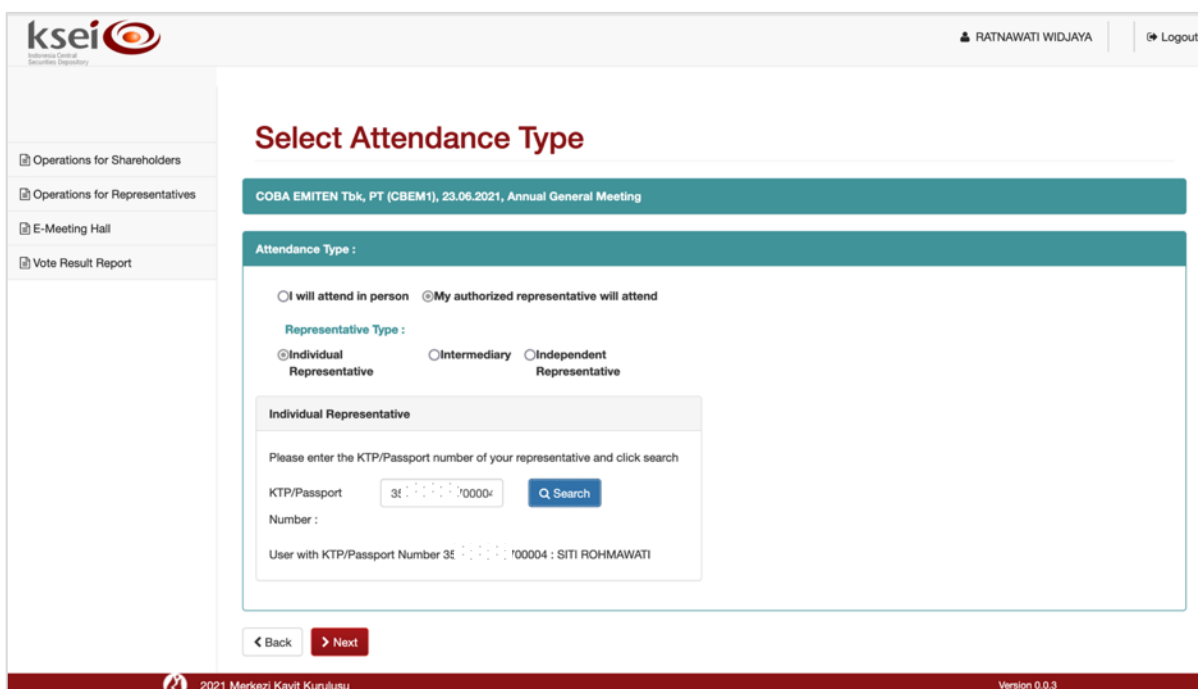 ksei
Indonesia Central
Securities Depository
RATNAWATI WIDJAYA
Logout
Operations for Shareholders
Operations for Representatives
E-Meeting Hall
Vote Result Report
Select Attendance Type
COBA EMITEN Tbk, PT (CBEM1), 23.06.2021, Annual General Meeting
Attendance Type :
I will attend in person My authorized representative will attend
Representative Type :
Individual Intermediary Independent
Representative Representative
Individual Representative
Please enter the KTP/Passport number of your representative and click search
KTP/Passport 35 70000 Search
Number :
User with KTP/Passport Number 35 700004 : SITI ROHMAWATI
Back Next
2021 Merkezi Kayit Kurulusu Version 0.0.3